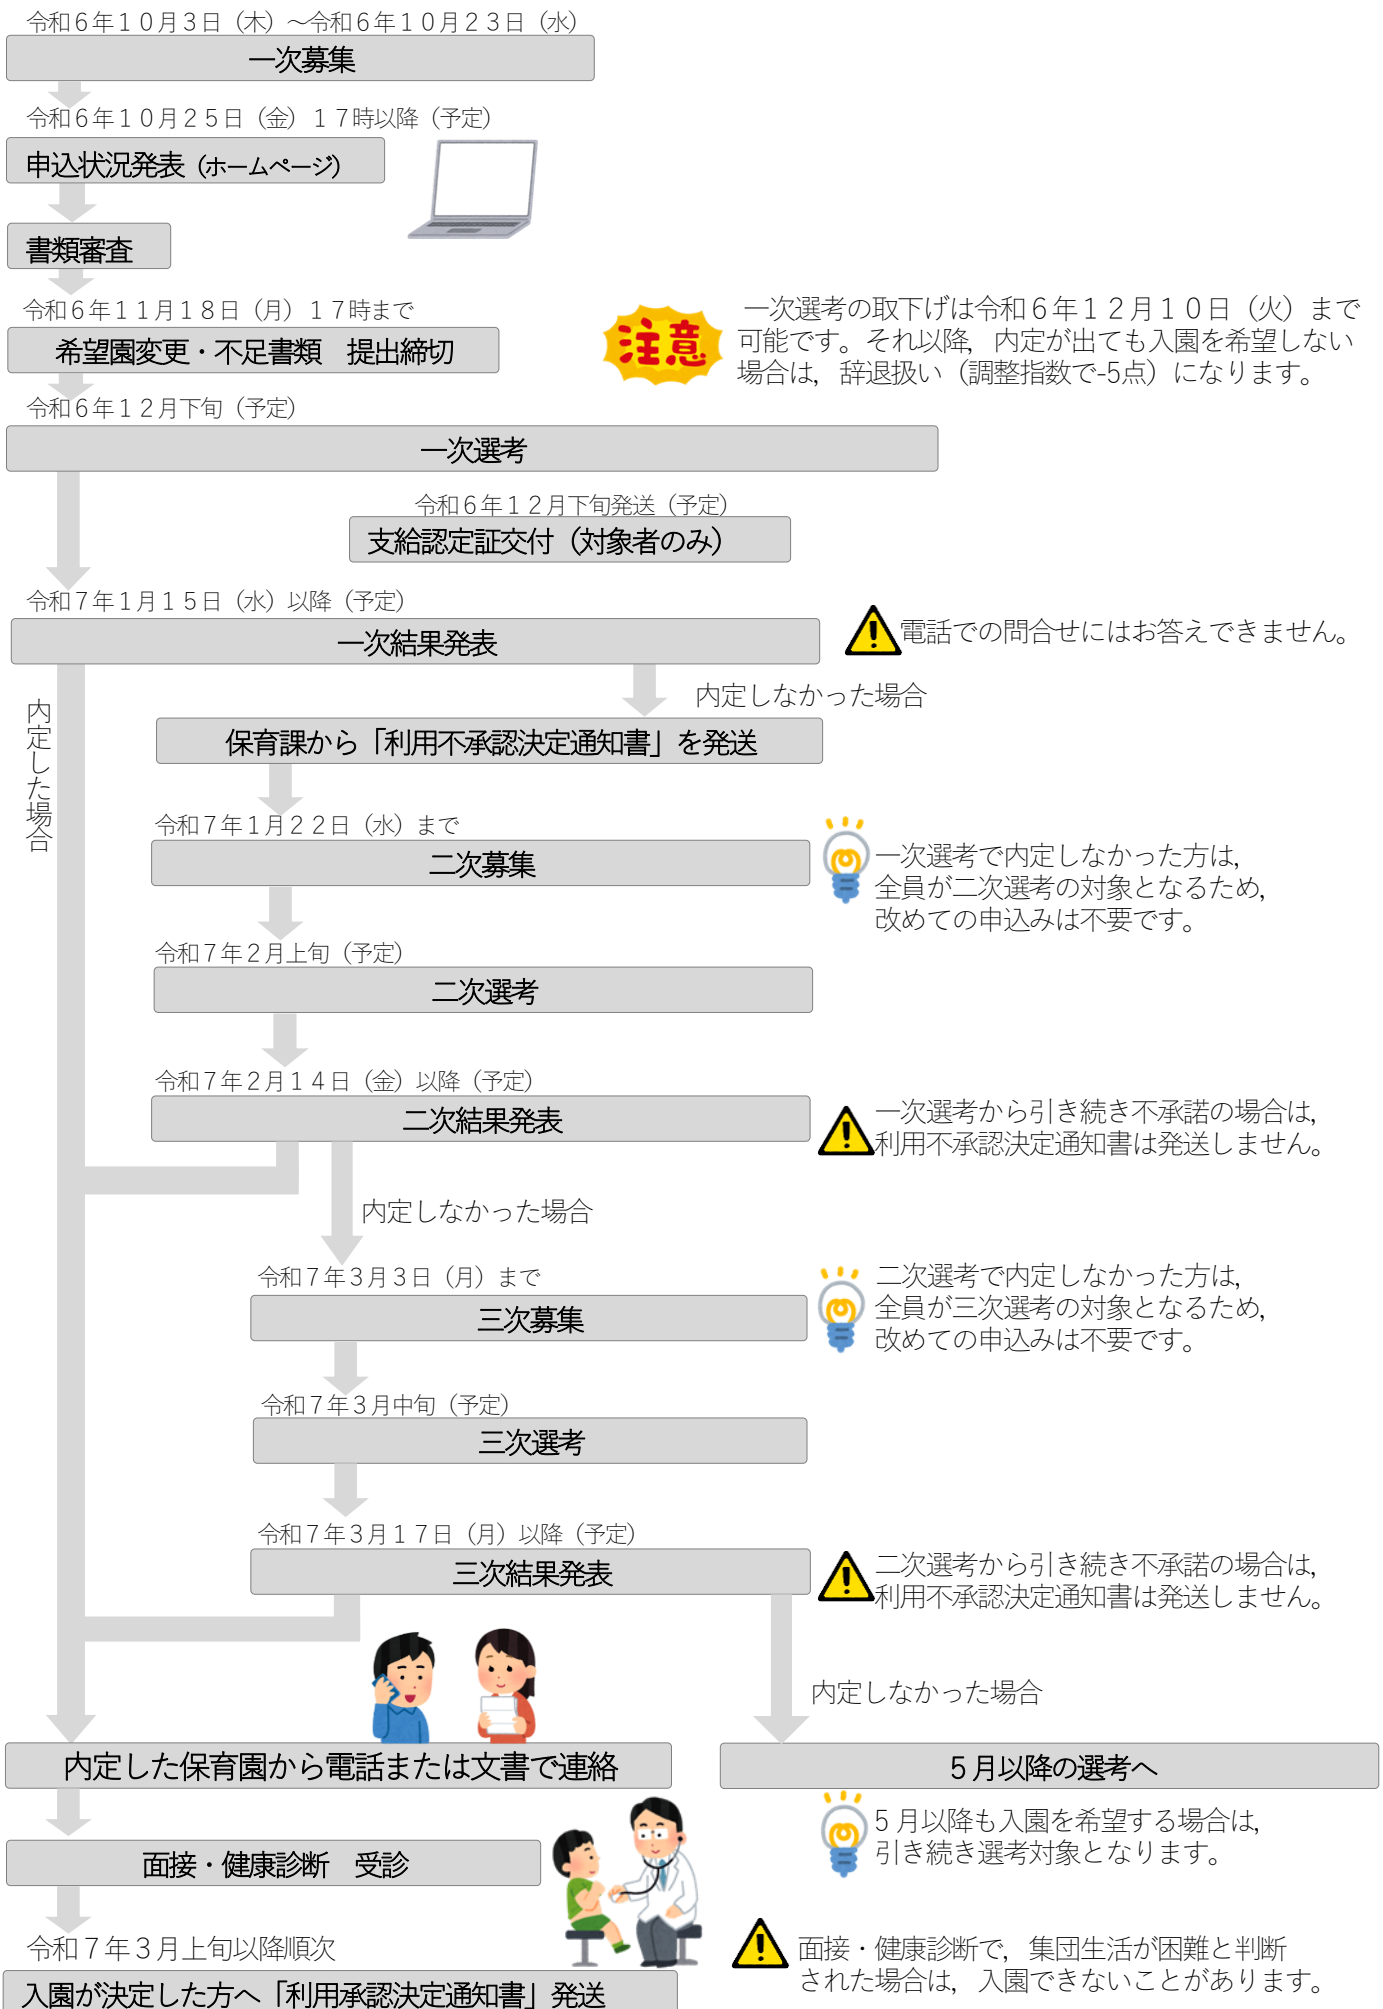 令和６年１０月３日（木）～令和６年１０月２３日（水）
一次募集
令和６年１０月２５日（金）１７時以降（予定）
申込状況発表（ホームページ）
書類審査
令和６年１１月１８日（月）１７時まで
希望園変更・不足書類　提出締切
注意
一次選考の取下げは令和６年１２月１０日（火）まで
可能です。それ以降，内定が出ても入園を希望しない
場合は，辞退扱い（調整指数で-5点）になります。
令和６年１２月下旬（予定）
一次選考
令和６年１２月下旬発送（予定）
支給認定証交付（対象者のみ）
令和７年１月１５日（水）以降（予定）
一次結果発表
電話での問合せにはお答えできません。
内定した場合
内定しなかった場合
保育課から「利用不承認決定通知書」を発送
令和７年１月２２日（水）まで
二次募集
一次選考で内定しなかった方は，
全員が二次選考の対象となるため，
改めての申込みは不要です。
令和７年２月上旬（予定）
二次選考
令和７年２月１４日（金）以降（予定）
二次結果発表
一次選考から引き続き不承諾の場合は，
利用不承認決定通知書は発送しません。
内定しなかった場合
令和７年３月３日（月）まで
三次募集
二次選考で内定しなかった方は，
全員が三次選考の対象となるため，
改めての申込みは不要です。
令和７年３月中旬（予定）
三次選考
令和７年３月１７日（月）以降（予定）
三次結果発表
二次選考から引き続き不承諾の場合は，
利用不承認決定通知書は発送しません。
内定しなかった場合
内定した保育園から電話または文書で連絡
５月以降の選考へ
５月以降も入園を希望する場合は，
引き続き選考対象となります。
面接・健康診断　受診
令和７年３月上旬以降順次
入園が決定した方へ「利用承認決定通知書」発送
面接・健康診断で，集団生活が困難と判断
された場合は，入園できないことがあります。